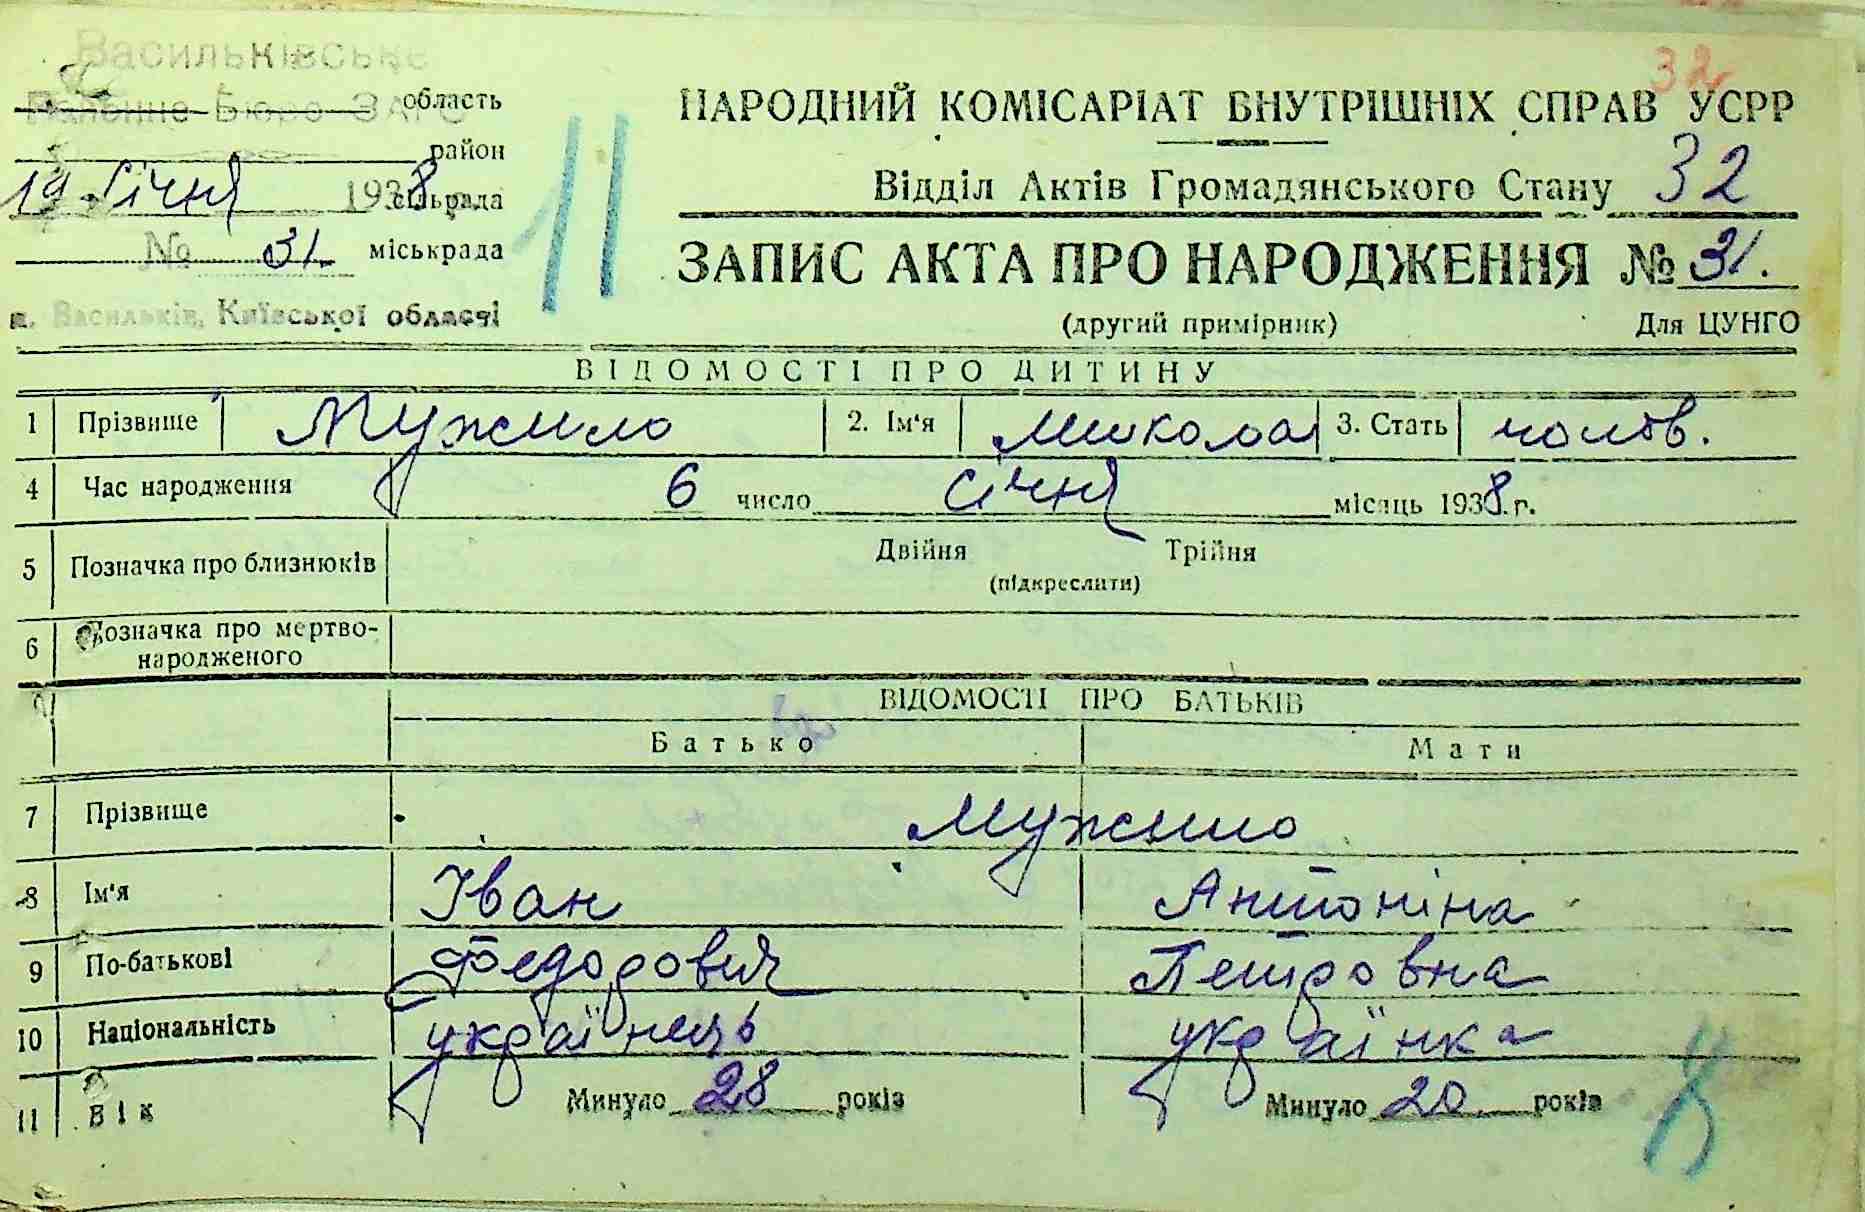 Васильківське
Районне Бюро ЗАГС область
район
19 Січня 1938 сільрада
№ 31. міськрада
м. Васильків, Київської області
11
32
НАРОДНИЙ КОМІСАРІАТ ВНУТРІШНІХ СПРАВ УСРР
Відділ Актів Громадянського Стану 32
ЗАПИС АКТА ПРО НАРОДЖЕННЯ № 31.
(другий примірник) Для ЦУНГО
ВІДОМОСТІ ПРО ДИТИНУ
1 Прізвище Мужило 2. Ім'я Микола 3. Стать чолов.
4 Час народження 6 число січня місяць 1938 г.
5 Позначка про близнюків Двійня Трійня
(підкреслити)
6 Позначка про мертво-
народженого
ВІДОМОСТІ ПРО БАТЬКІВ
Батько Мати
7 Прізвище Мужило
8 Ім'я Іван Антоніна
9 По-батькові Федорович Петровна
10 Національність українець українка
11 Вік Минуло 28 років Минуло 20 років